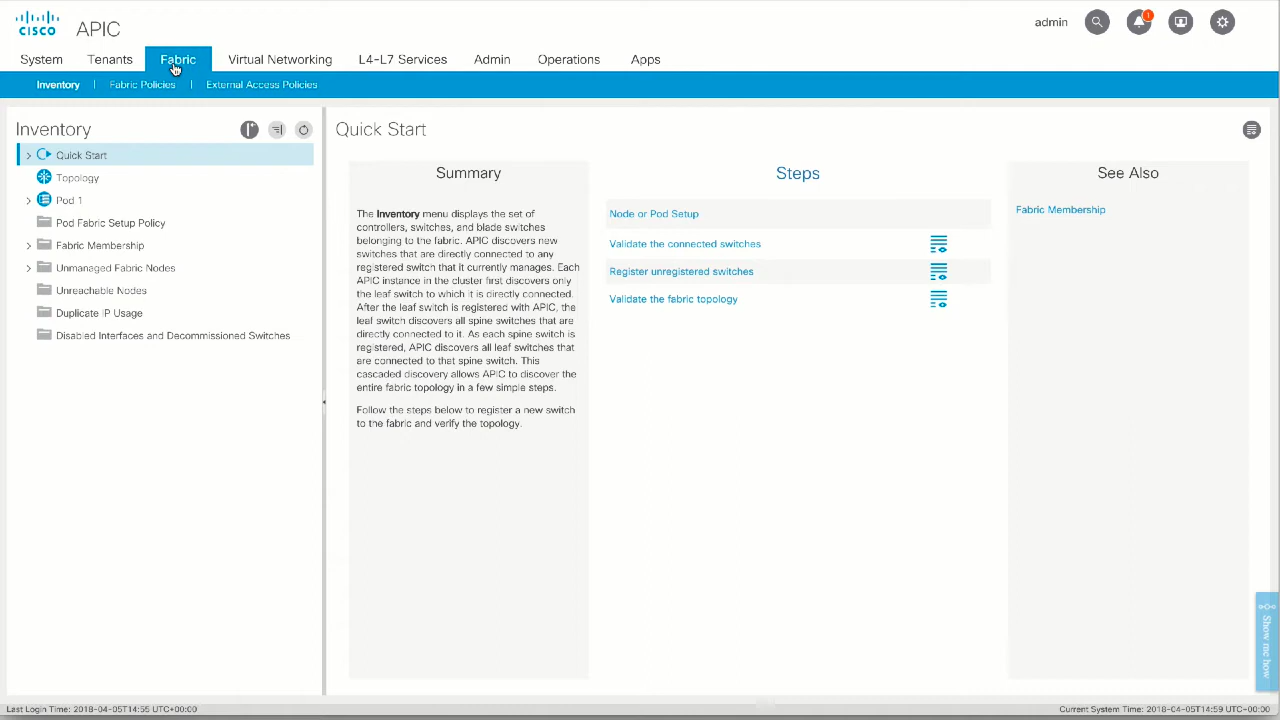 CISCO
APIC
admin
1
System
Tenants
Fabric
Virtual Networking
L4-L7 Services
Admin
Operations
Apps
Inventory
Fabric Policies
External Access Policies
Inventory
Quick Start
Topology
Pod 1
Pod Fabric Setup Policy
Fabric Membership
Unmanaged Fabric Nodes
Unreachable Nodes
Duplicate IP Usage
Disabled Interfaces and Decommissioned Switches
Quick Start
Summary
The Inventory menu displays the set of
controllers, switches, and blade switches
belonging to the fabric. APIC discovers new
switches that are directly connected to any
registered switch that it currently manages. Each
APIC instance in the cluster first discovers only
the leaf switch to which it is directly connected.
After the leaf switch is registered with APIC, the
leaf switch discovers all spine switches that are
directly connected to it. As each spine switch is
registered, APIC discovers all leaf switches that
are connected to that spine switch. This
cascaded discovery allows APIC to discover the
entire fabric topology in a few simple steps.
Follow the steps below to register a new switch
to the fabric and verify the topology.
Steps
Node or Pod Setup
Validate the connected switches
Register unregistered switches
Validate the fabric topology
See Also
Fabric Membership
Show me how
Last Login Time: 2018-04-05T14:55 UTC+00:00
Current System Time: 2018-04-05T14:59 UTC-00:00